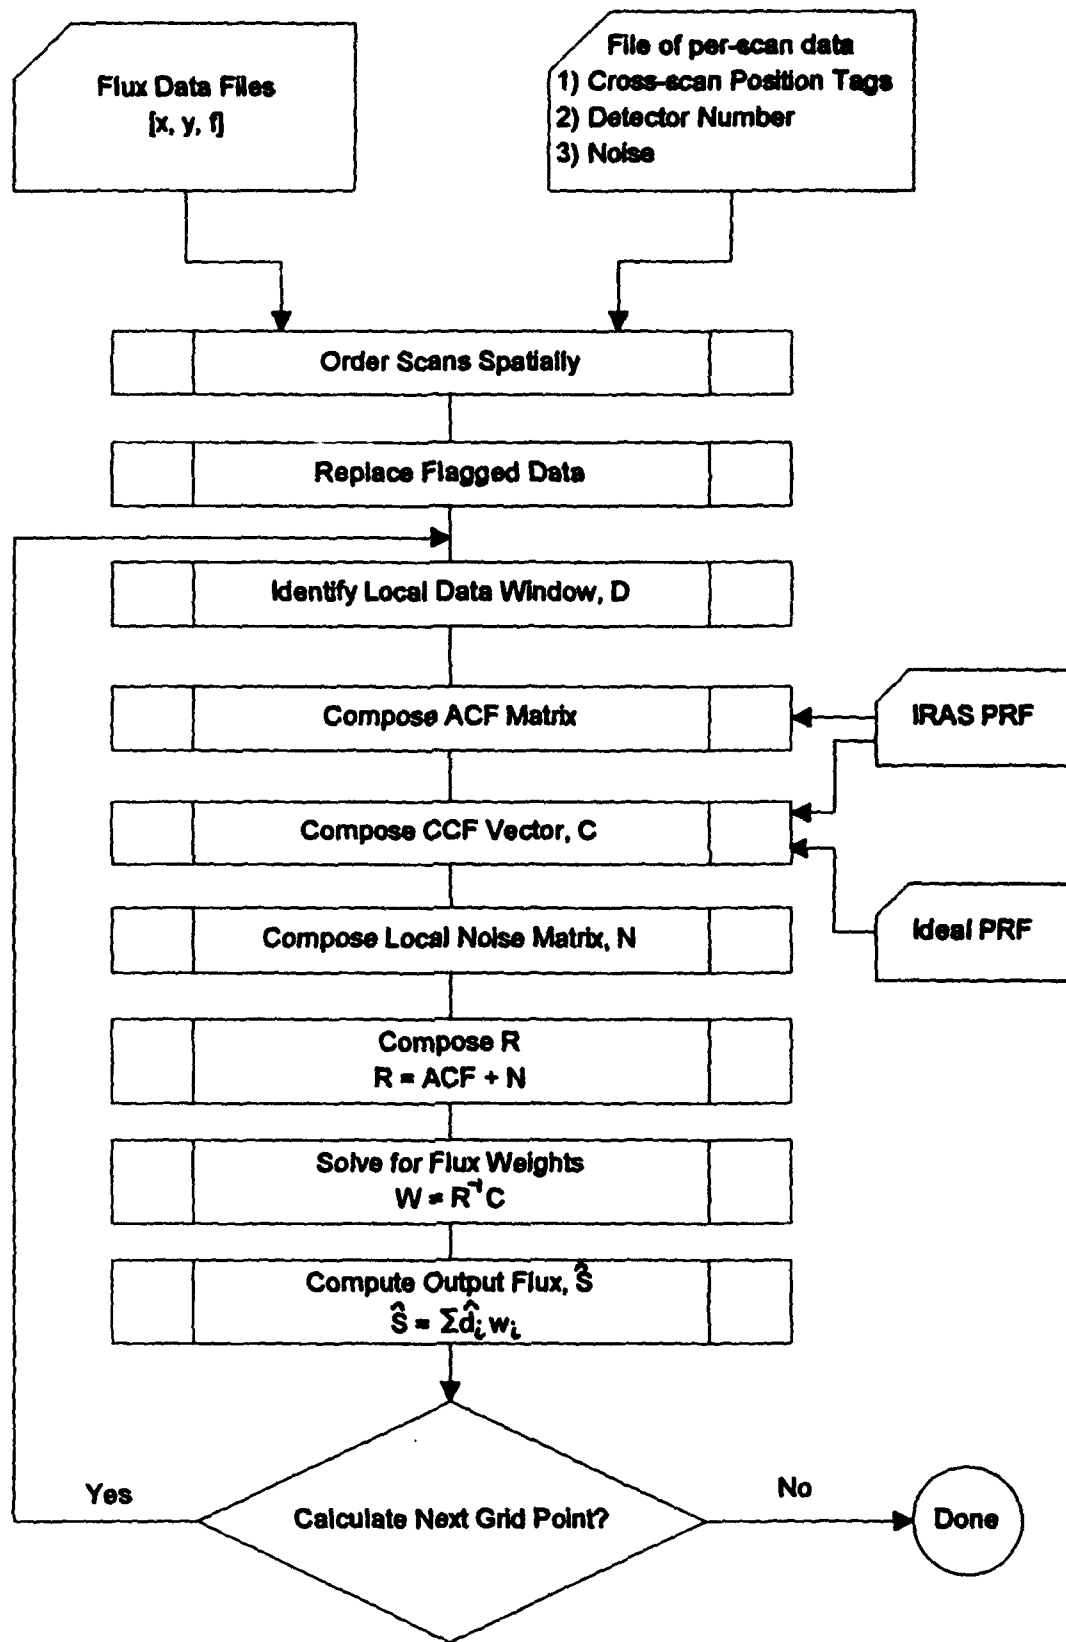 Flux Data Files
[x, y, f]
File of per-scan data
1) Cross-scan Position Tags
2) Detector Number
3) Noise
Order Scans Spatially
Replace Flagged Data
Identify Local Data Window, D
Compose ACF Matrix
IRAS PRF
Compose CCF Vector, C
Ideal PRF
Compose Local Noise Matrix, N
Compose R
R = ACF + N
Solve for Flux Weights
W = R⁻¹ C
Compute Output Flux, Ŝ
Ŝ = Σd̂ᵢ wᵢ
Calculate Next Grid Point?
Yes
No
Done